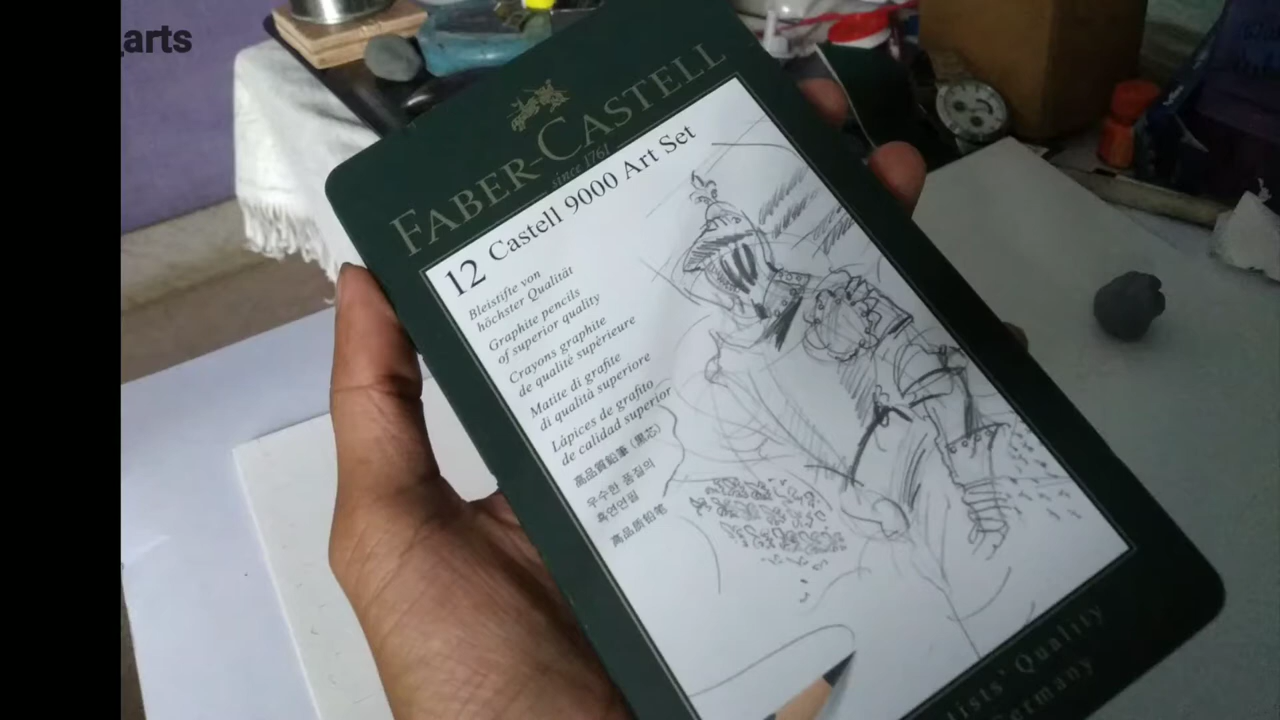 _arts
FABER-CASTELL
since 1761
12 Castell 9000 Art Set
Bleistifte von
höchster Qualität
Graphite pencils
of superior quality
Crayons graphite
de qualité supérieure
Matite di grafite
di qualità superiore
Lápices de grafito
de calidad superior
高品質鉛筆（黒芯）
우수한 품질의
흑연연필
高品质铅笔
Quality